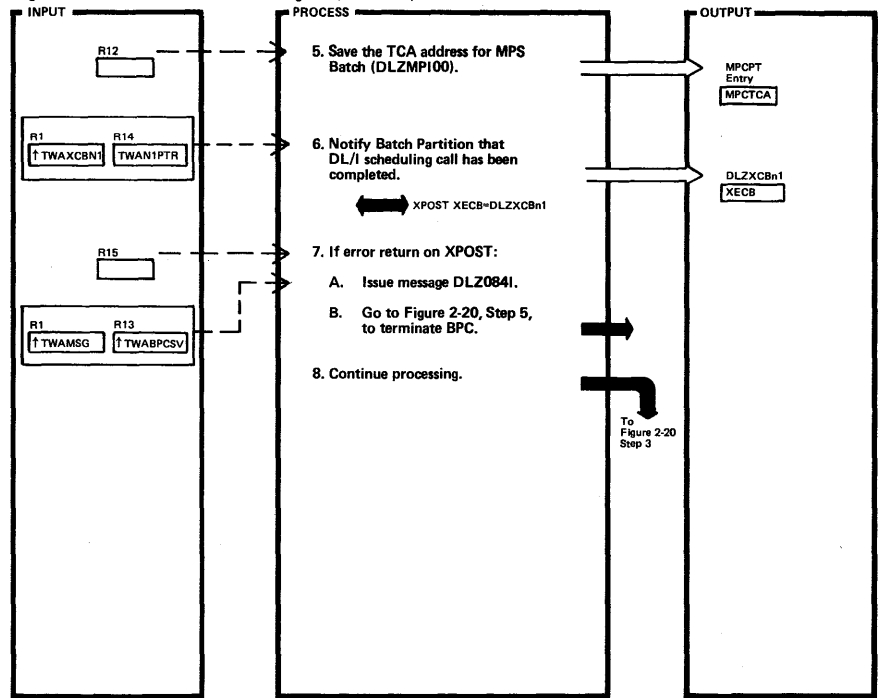 INPUT
PROCESS
OUTPUT
R12
5. Save the TCA address for MPS
Batch (DLZMPI00).
MPCPT
Entry
MPCTCA
R1 R14
↑ TWAXCBN1 TWAN1PTR
6. Notify Batch Partition that
DL/I scheduling call has been
completed.
DLZXCBn1
XECB
XPOST XECB=DLZXCBn1
R15
7. If error return on XPOST:
A. Issue message DLZ084I.
R1 R13
↑ TWAMSG ↑ TWABPCSV
B. Go to Figure 2-20, Step 5,
to terminate BPC.
8. Continue processing.
To
Figure 2-20
Step 3